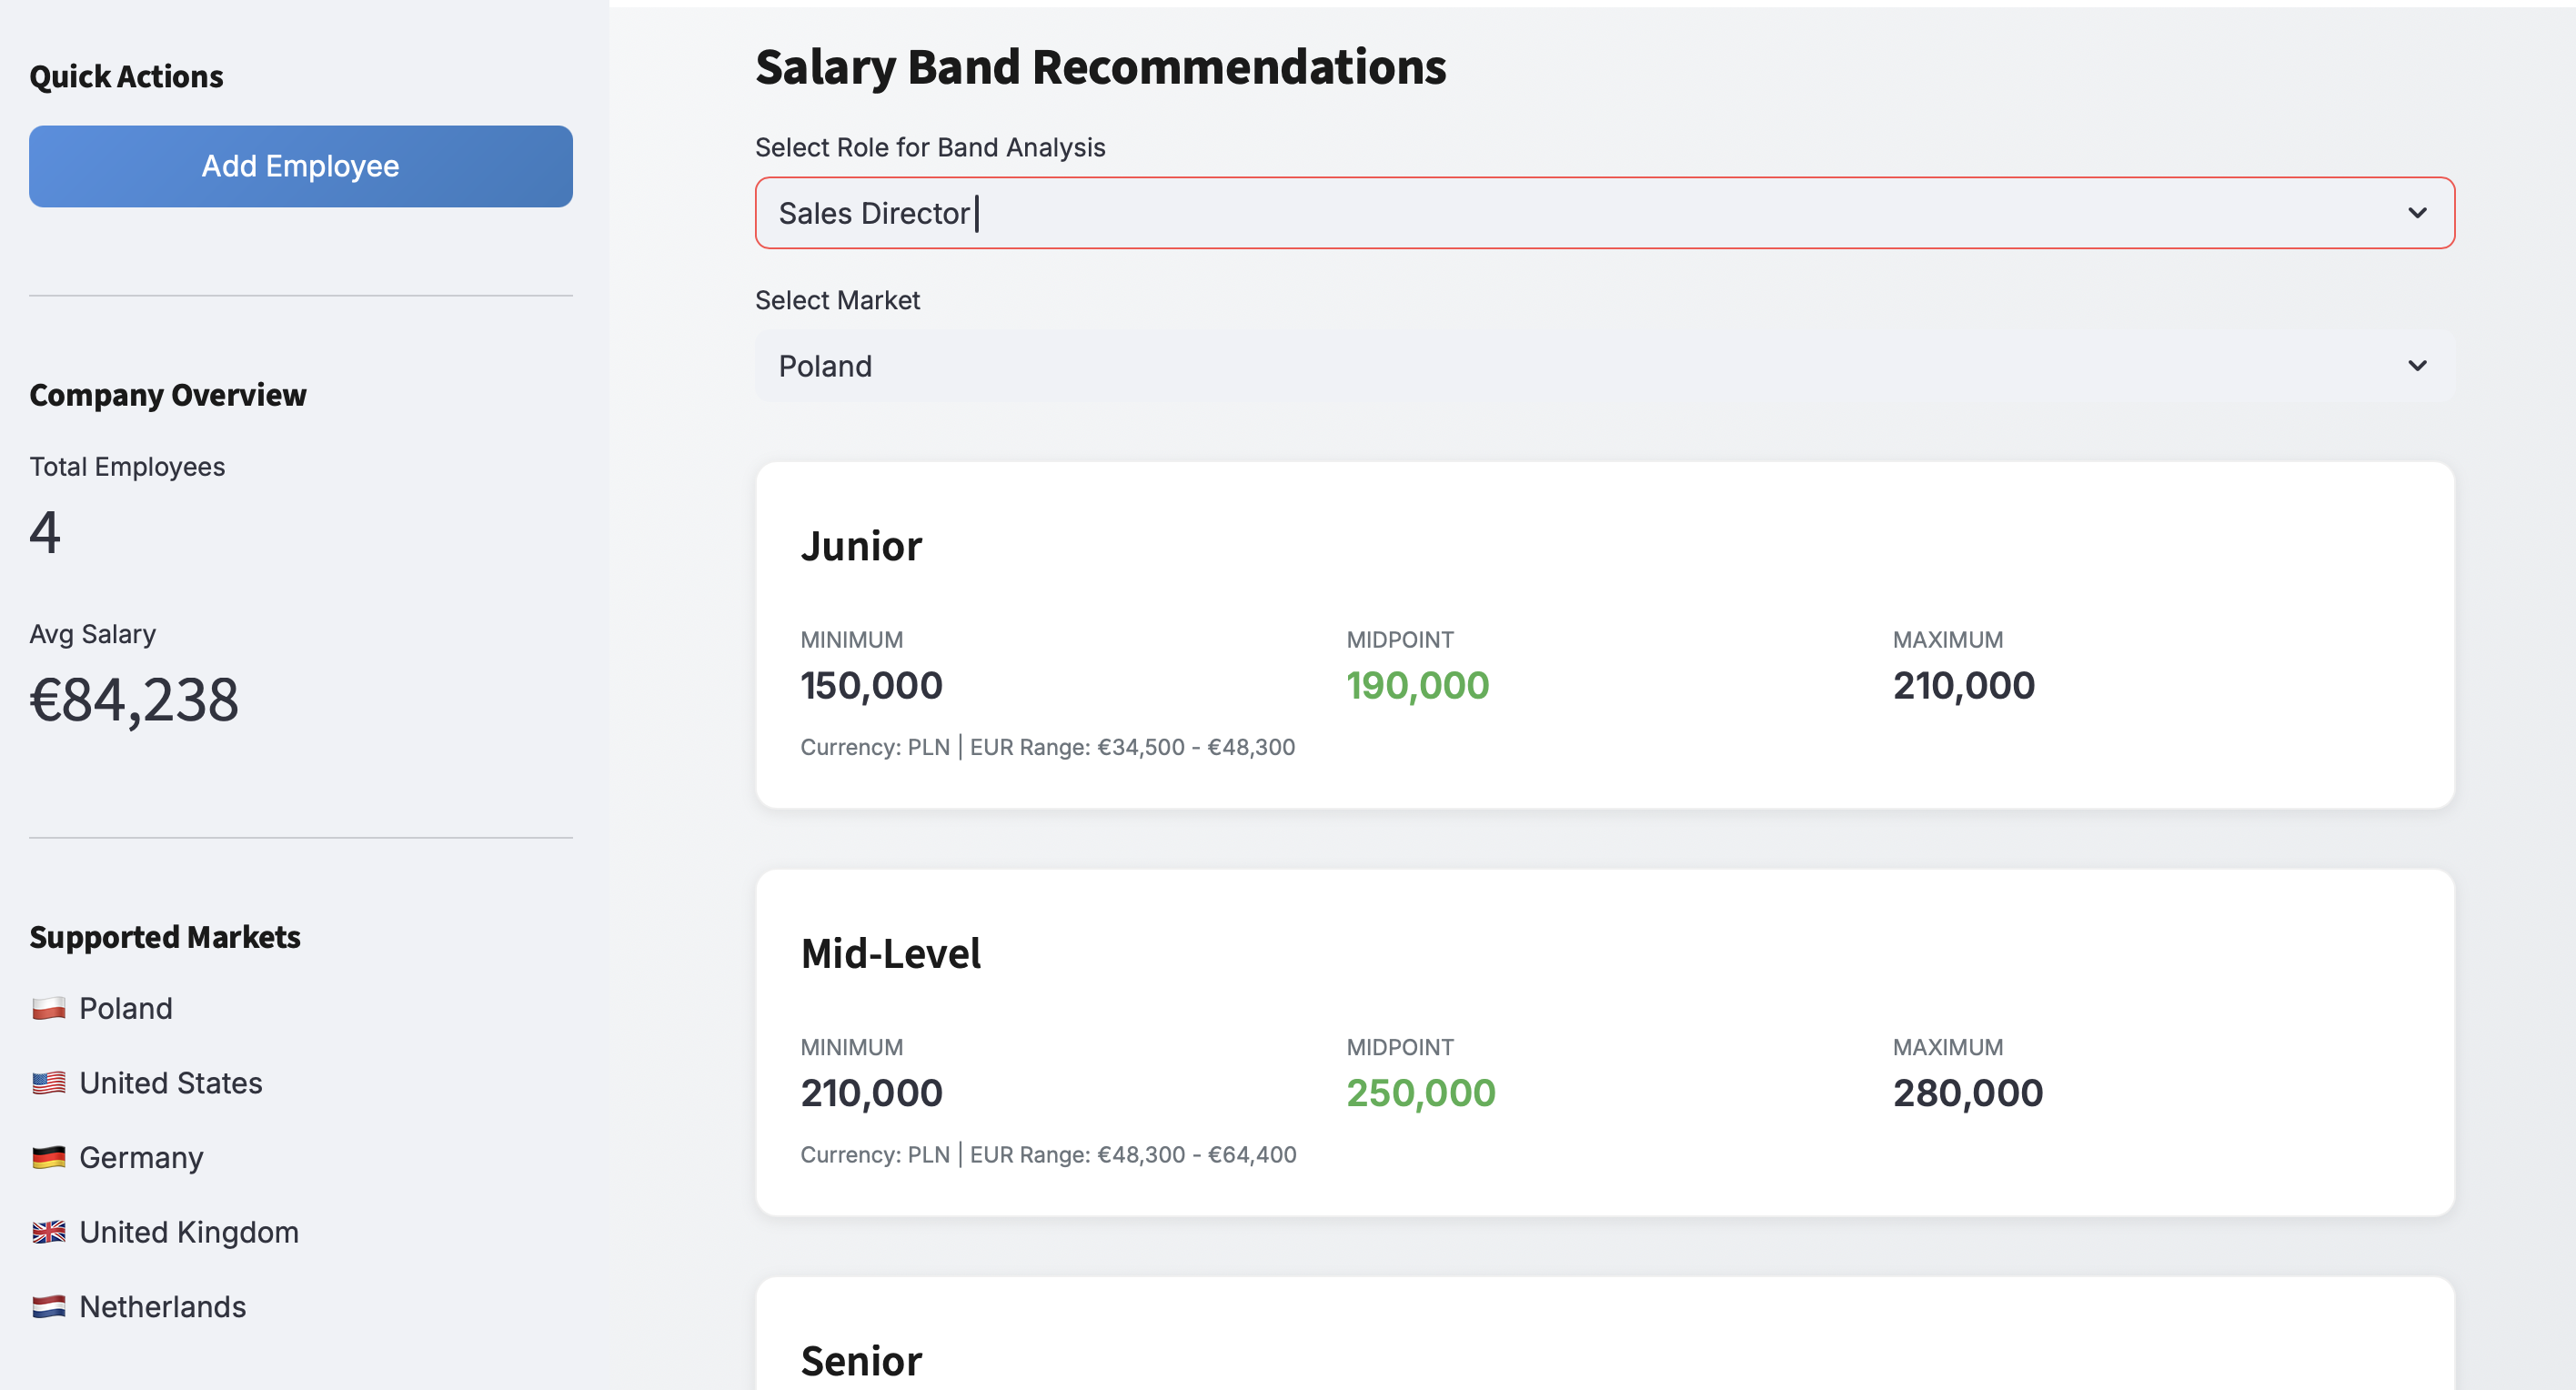 Quick Actions
Add Employee
Company Overview
Total Employees
4
Avg Salary
€84,238
Supported Markets
Poland
United States
Germany
United Kingdom
Netherlands
Salary Band Recommendations
Select Role for Band Analysis
Sales Director
Select Market
Poland
Junior
MINIMUM MIDPOINT MAXIMUM
150,000 190,000 210,000
Currency: PLN | EUR Range: €34,500 - €48,300
Mid-Level
MINIMUM MIDPOINT MAXIMUM
210,000 250,000 280,000
Currency: PLN | EUR Range: €48,300 - €64,400
Senior